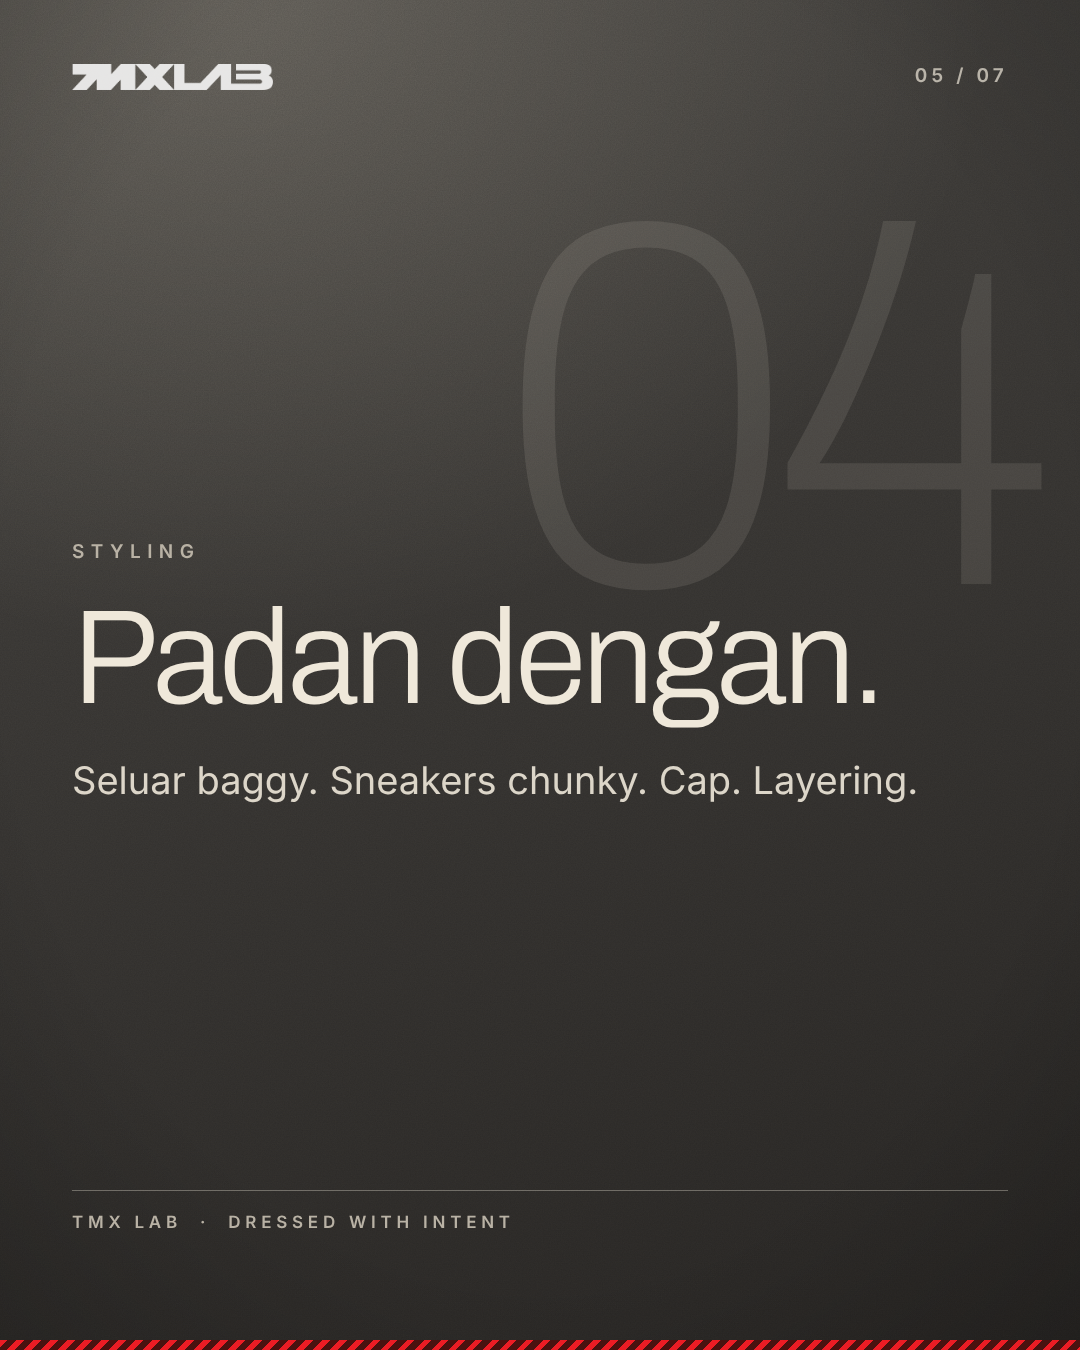 TMXLAB
05 / 07
04
STYLING
Padan dengan.
Seluar baggy. Sneakers chunky. Cap. Layering.
TMX LAB · DRESSED WITH INTENT